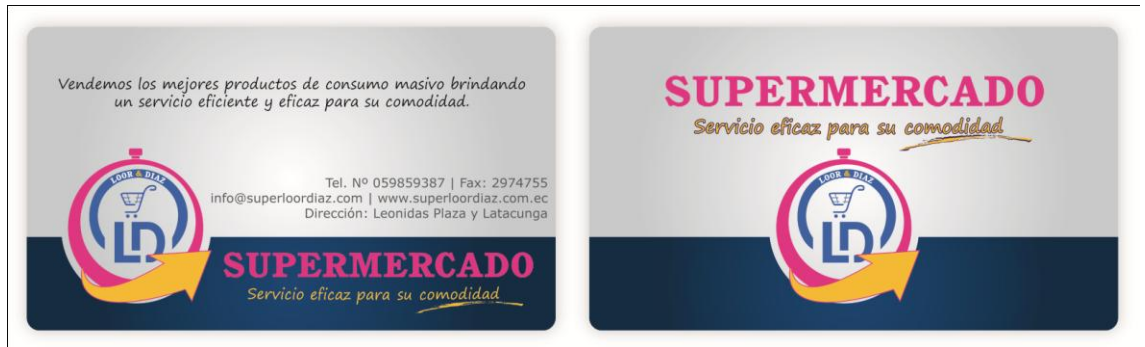 Vendemos los mejores productos de consumo masivo brindando
un servicio eficiente y eficaz para su comodidad.
LOOR & DIAZ
LD
Tel. Nº 059859387 | Fax: 2974755
info@superloordiaz.com | www.superloordiaz.com.ec
Dirección: Leonidas Plaza y Latacunga
SUPERMERCADO
Servicio eficaz para su comodidad
SUPERMERCADO
Servicio eficaz para su comodidad
LOOR & DIAZ
LD